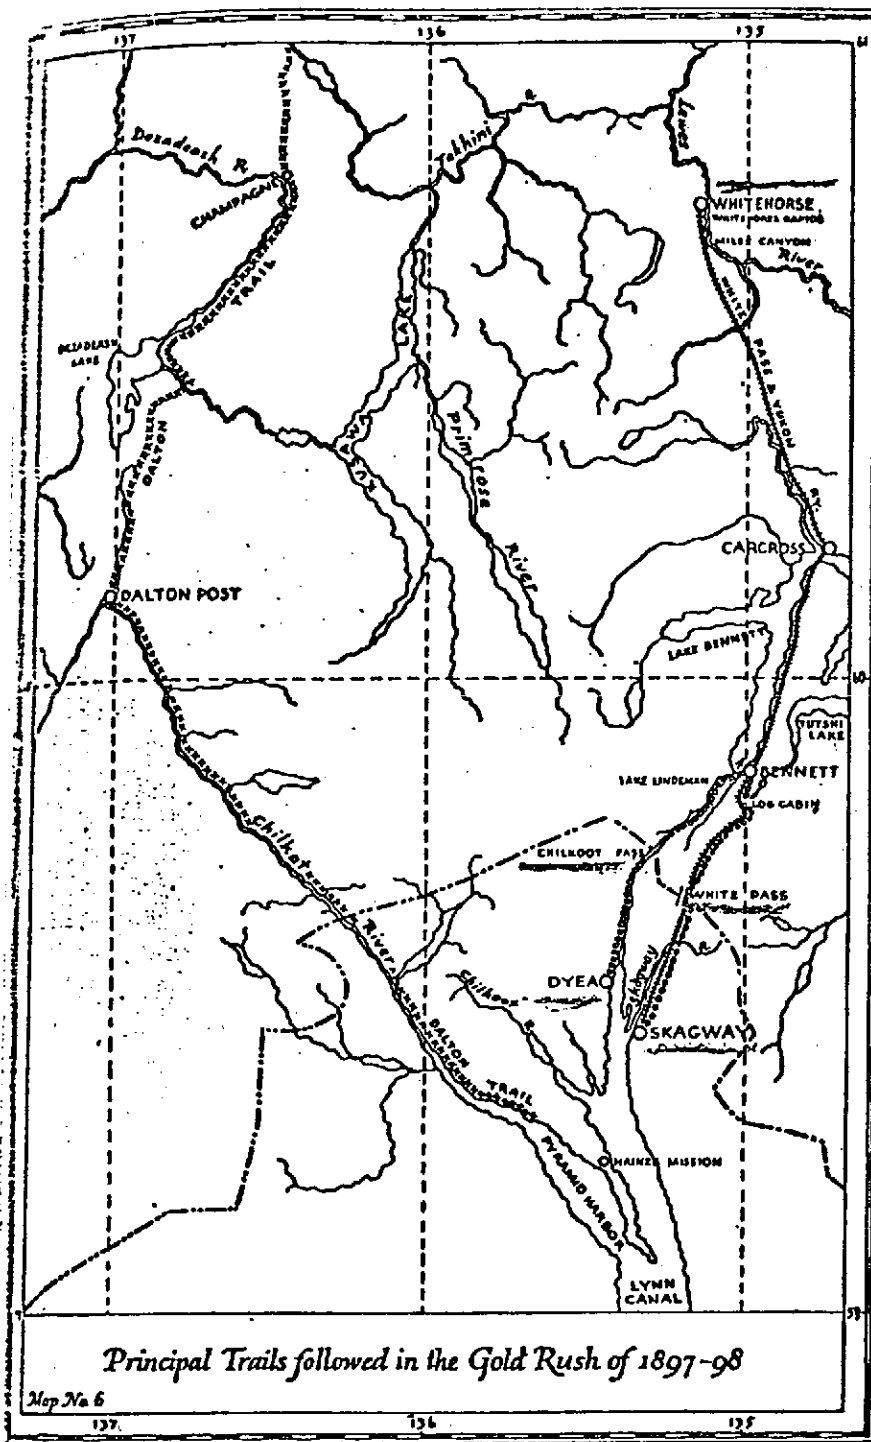 137
136
135
61
Dezadeash R
Takhini R
Lewes
CHAMPAGNE
WHITEHORSE
WHITEHORSE RAPIDS
MILES CANYON
River
TRAIL
WHITE PASS & YUKON RY.
DEZADEASH
LAKE
LAKE
KUSAWA
Primrose River
DALTON
CARCROSS
DALTON POST
LAKE BENNETT
60
TUTSHI
LAKE
BENNETT
LAKE LINDEMAN
LOG CABIN
Chilkat River
CHILKOOT PASS
WHITE PASS
Skagway R
DYEA
Chilkoot R
SKAGWAY
DALTON TRAIL
HAINES MISSION
PYRAMID HARBOR
LYNN
CANAL
59
Principal Trails followed in the Gold Rush of 1897-98
Map No 6
137
136
135